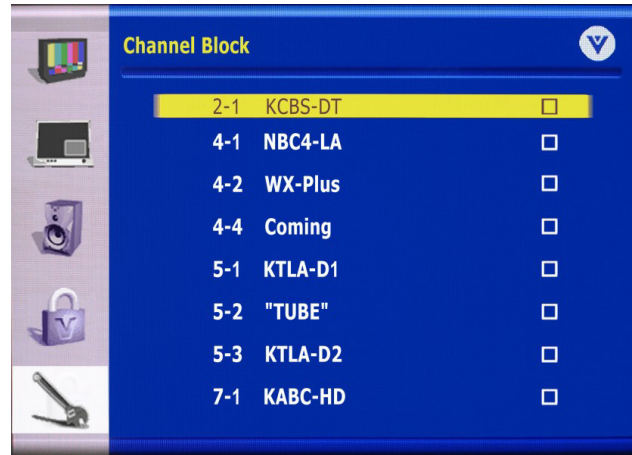 Channel Block
V
2-1 KCBS-DT
4-1 NBC4-LA
4-2 WX-Plus
4-4 Coming
5-1 KTLA-D1
5-2 "TUBE"
5-3 KTLA-D2
7-1 KABC-HD
V